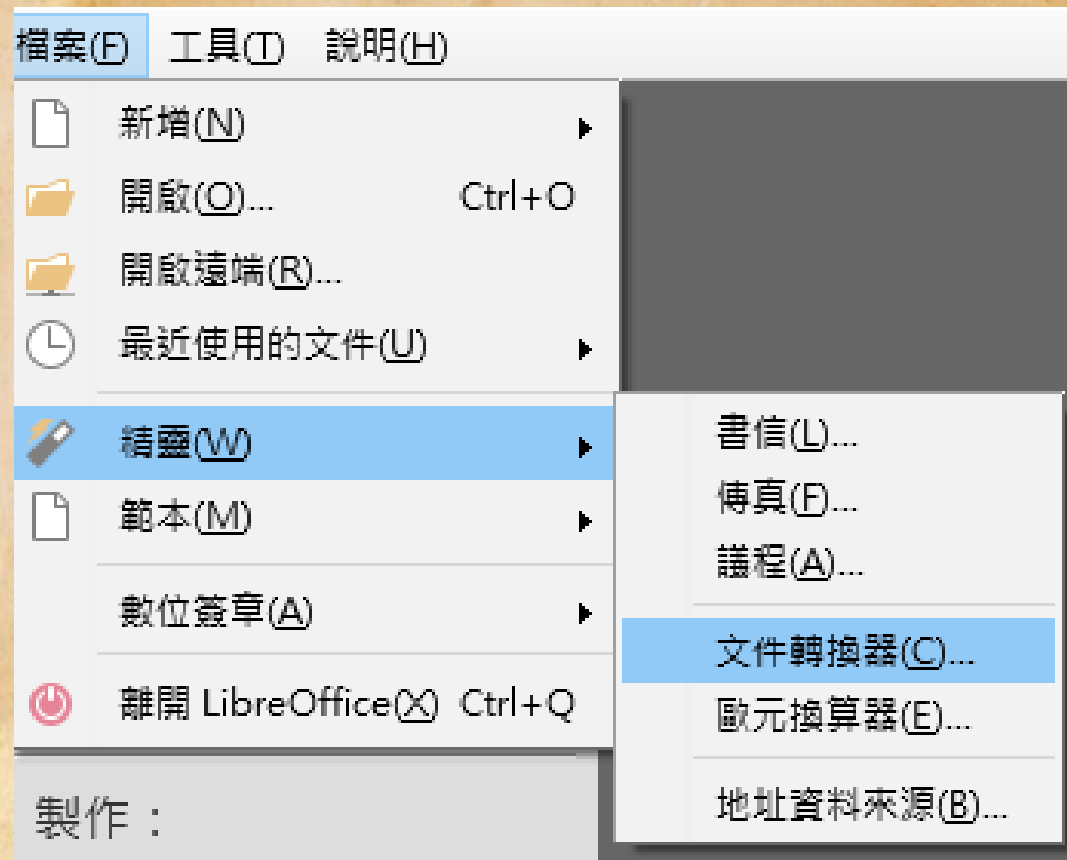 檔案(F) 工具(T) 說明(H)
新增(N)
開啟(O)... Ctrl+O
開啟遠端(R)...
最近使用的文件(U)
精靈(W)
範本(M)
數位簽章(A)
離開 LibreOffice(X) Ctrl+Q
書信(L)...
傳真(F)...
議程(A)...
文件轉換器(C)...
歐元換算器(E)...
地址資料來源(B)...
製作：